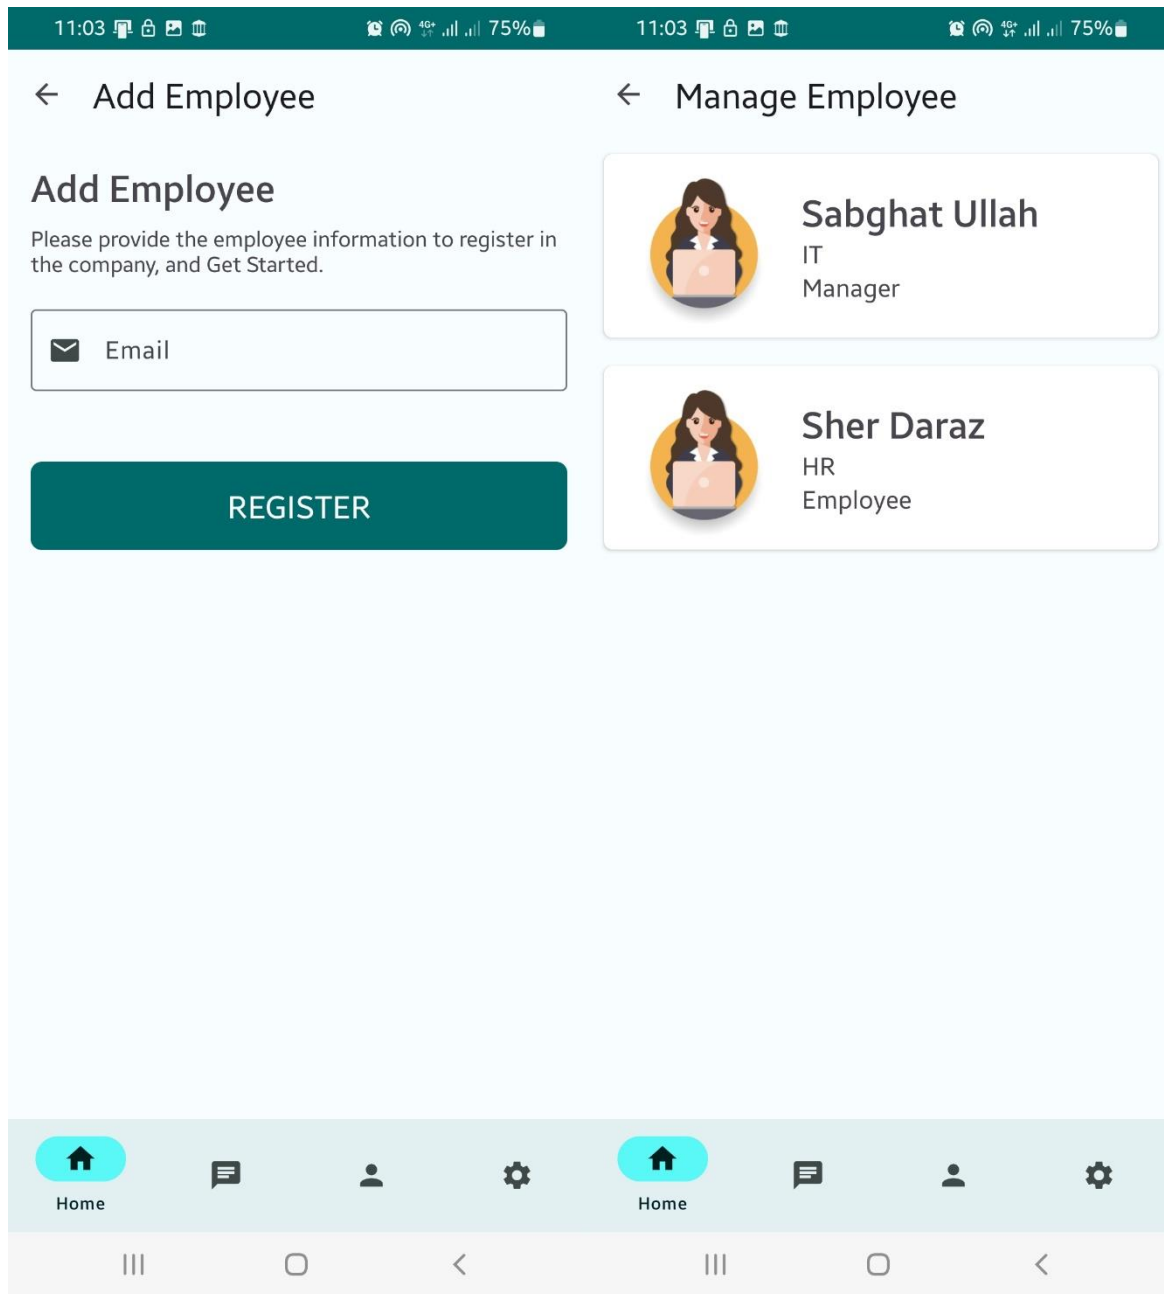 11:03
75%
Add Employee
Add Employee
Please provide the employee information to register in
the company, and Get Started.
Email
REGISTER
Home
11:03
75%
Manage Employee
Sabghat Ullah
IT
Manager
Sher Daraz
HR
Employee
Home